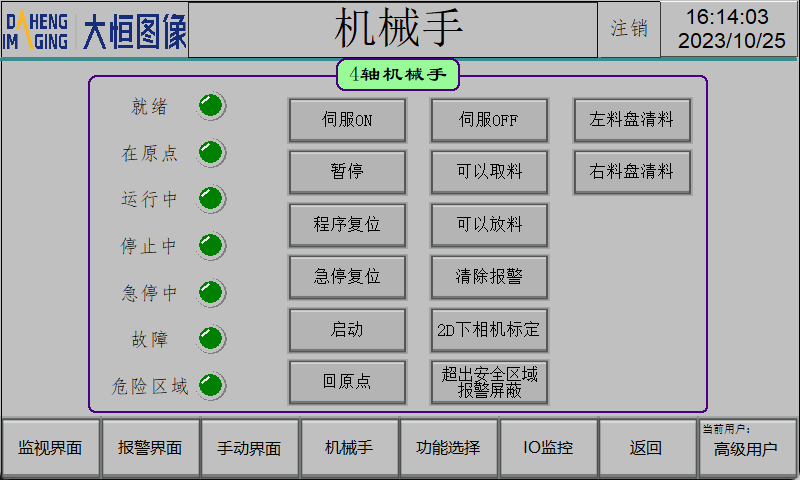 DAHENG
IMAGING
大恒图像
机械手
注销
16:14:03
2023/10/25
4轴机械手
就绪
在原点
运行中
停止中
急停中
故障
危险区域
伺服ON
伺服OFF
左料盘清料
暂停
可以取料
右料盘清料
程序复位
可以放料
急停复位
清除报警
启动
2D下相机标定
回原点
超出安全区域
报警屏蔽
监视界面
报警界面
手动界面
机械手
功能选择
IO监控
返回
当前用户:
高级用户